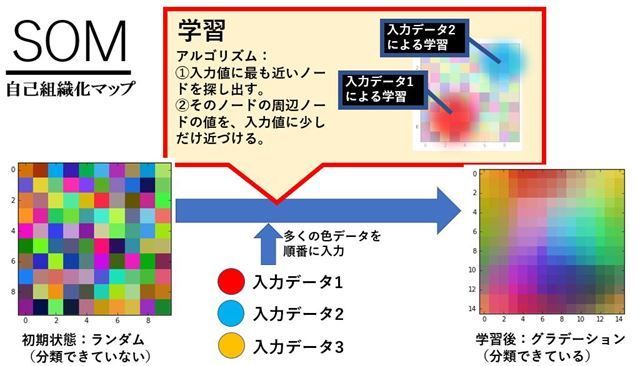 SOM
自己組織化マップ
学習
アルゴリズム：
①入力値に最も近いノー
ドを探し出す。
②そのノードの周辺ノー
ドの値を、入力値に少し
だけ近づける。
入力データ2
による学習
入力データ1
による学習
0
2
4
6
8
0 2 4 6 8
初期状態：ランダム
（分類できていない）
多くの色データを
順番に入力
入力データ1
入力データ2
入力データ3
0
2
4
6
8
10
12
14
0 2 4 6 8 10 12 14
学習後：グラデーション
（分類できている）